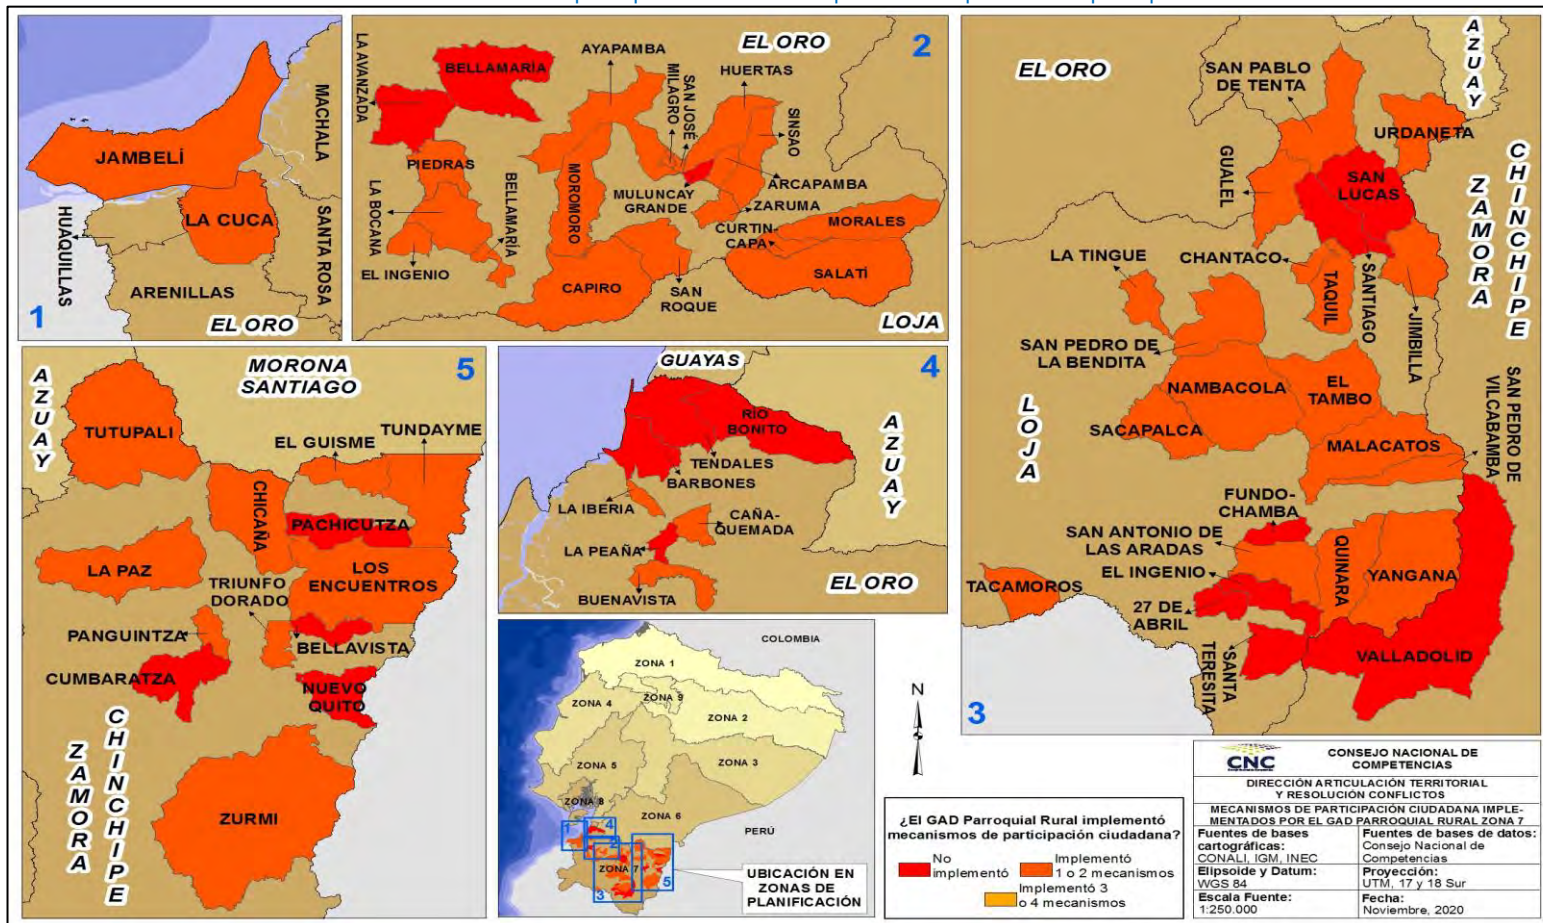 JAMBELÍ
LA CUCA
ARENILLAS
HUAQUILLAS
MACHALA
SANTA ROSA
EL ORO
1
EL ORO
2
LA AVANZADA
BELLAMARÍA
AYAPAMBA
MILAGRO
SAN JOSÉ
HUERTAS
SINSAO
PIEDRAS
LA BOCANA
BELLAMARÍA
MOROMORO
MULUNCAY
GRANDE
ARCAPAMBA
ZARUMA
CURTIN-
CAPA
MORALES
EL INGENIO
CAPIRO
SAN
ROQUE
SALATÍ
LOJA
EL ORO
AZUAY
SAN PABLO
DE TENTA
URDANETA
GUALEL
SAN
LUCAS
ZAMORA
CHINCHIPE
LA TINGUE
CHANTACO
TAQUIL
SANTIAGO
JIMBILLA
SAN PEDRO DE
LA BENDITA
NAMBACOLA
EL
TAMBO
SACAPALCA
MALACATOS
SAN PEDRO DE
VILCABAMBA
LOJA
FUNDO-
CHAMBA
SAN ANTONIO DE
LAS ARADAS
EL INGENIO
QUINARA
YANGANA
TACAMOROS
27 DE
ABRIL
SANTA
TERESITA
VALLADOLID
3
AZUAY
MORONA
SANTIAGO
5
TUTUPALI
EL GUISME
TUNDAYME
CHICAÑA
PACHICUTZA
LA PAZ
TRIUNFO
DORADO
LOS
ENCUENTROS
PANGUINTZA
BELLAVISTA
CUMBARATZA
NUEVO
QUITO
ZAMORA
CHINCHIPE
ZURMI
GUAYAS
4
RÍO
BONITO
TENDALES
BARBONES
LA IBERIA
CAÑA-
QUEMADA
LA PEAÑA
BUENAVISTA
AZUAY
EL ORO
COLOMBIA
ZONA 1
ZONA 9
ZONA 4
ZONA 2
ZONA 5
ZONA 3
ZONA 8
ZONA 6
PERÚ
1
4
2
ZONA 7
3
5
UBICACIÓN EN
ZONAS DE
PLANIFICACIÓN
N
¿El GAD Parroquial Rural implementó
mecanismos de participación ciudadana?
No
implementó
Implementó
1 o 2 mecanismos
Implementó 3
o 4 mecanismos
CNC
CONSEJO NACIONAL DE
COMPETENCIAS
DIRECCIÓN ARTICULACIÓN TERRITORIAL
Y RESOLUCIÓN CONFLICTOS
MECANISMOS DE PARTICIPACIÓN CIUDADANA IMPLE-
MENTADOS POR EL GAD PARROQUIAL RURAL ZONA 7
Fuentes de bases
cartográficas:
CONALI, IGM, INEC
Fuentes de bases de datos:
Consejo Nacional de
Competencias
Elipsoide y Datum:
WGS 84
Proyección:
UTM, 17 y 18 Sur
Escala Fuente:
1:250.000
Fecha:
Noviembre, 2020